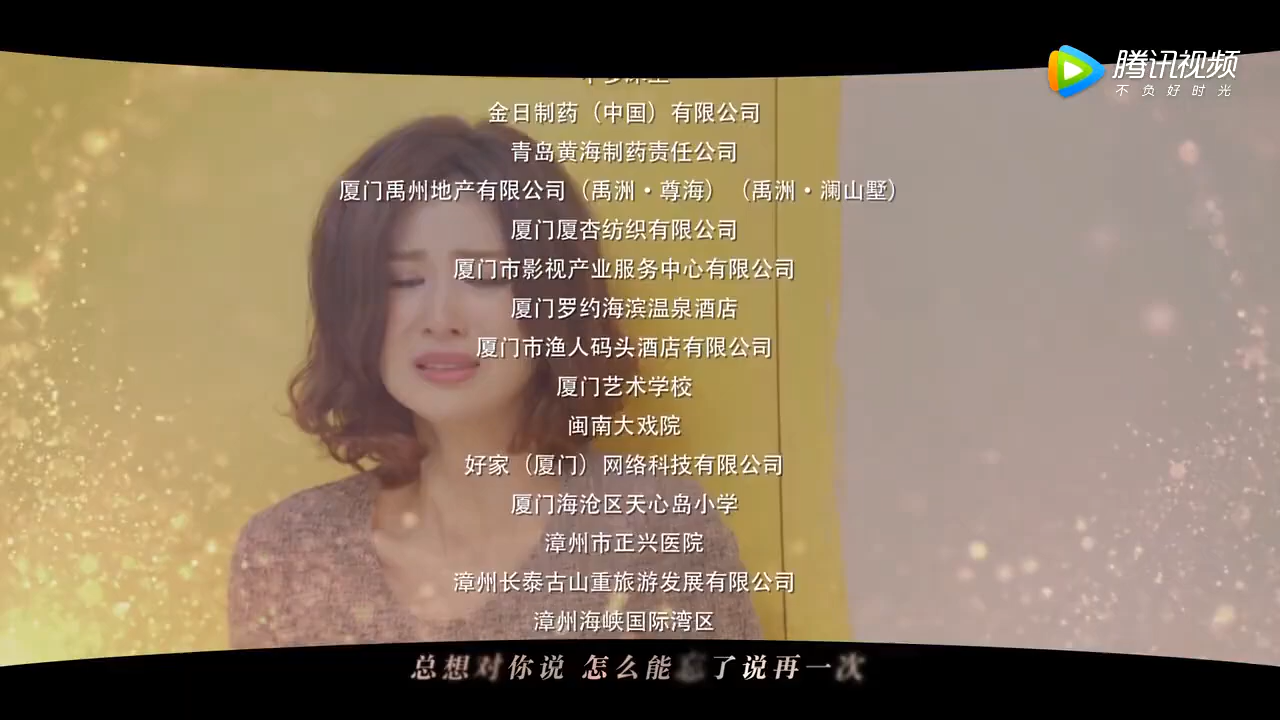 腾讯视频
不负好时光
金日制药（中国）有限公司
青岛黄海制药责任公司
厦门禹州地产有限公司（禹洲·尊海）（禹洲·澜山墅）
厦门厦杏纺织有限公司
厦门市影视产业服务中心有限公司
厦门罗约海滨温泉酒店
厦门市渔人码头酒店有限公司
厦门艺术学校
闽南大戏院
好家（厦门）网络科技有限公司
厦门海沧区天心岛小学
漳州市正兴医院
漳州长泰古山重旅游发展有限公司
漳州海峡国际湾区
总想对你说 怎么能忘了说再一次